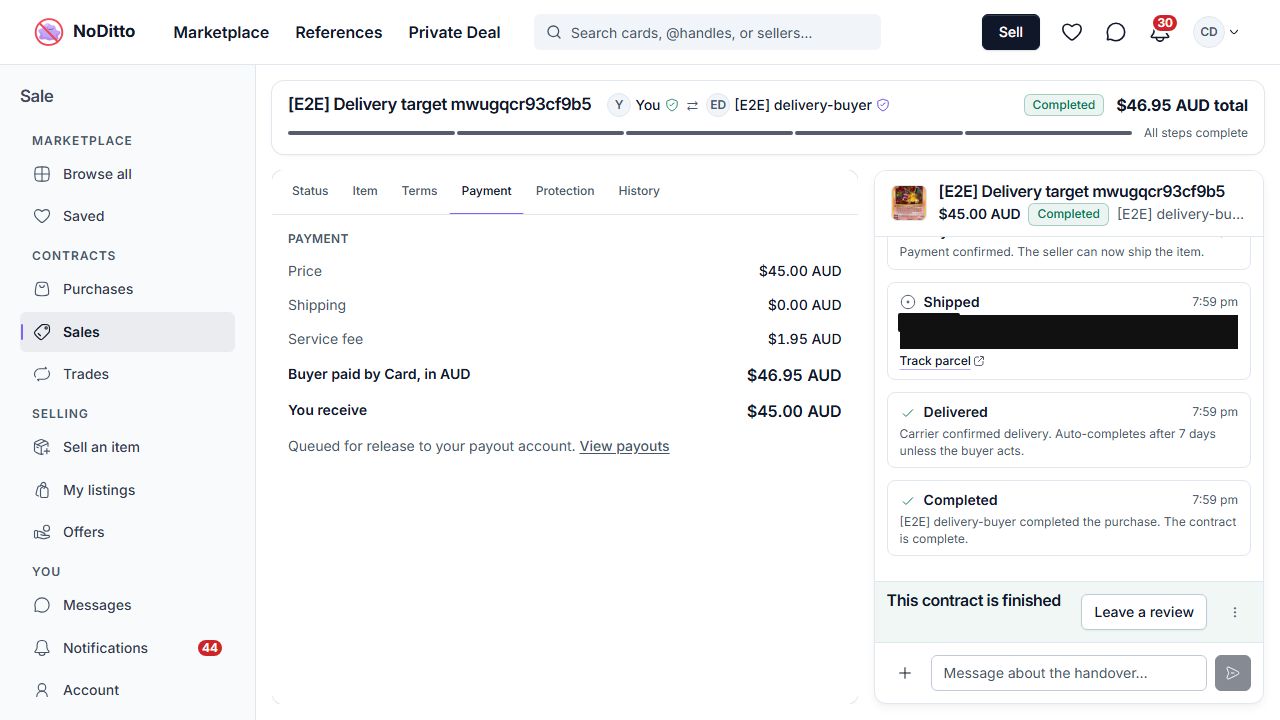 NoDitto
Marketplace
References
Private Deal
Search cards, @handles, or sellers...
Sell
30
CD
Sale
MARKETPLACE
Browse all
Saved
CONTRACTS
Purchases
Sales
Trades
SELLING
Sell an item
My listings
Offers
YOU
Messages
Notifications
44
Account
[E2E] Delivery target mwugqcr93cf9b5
Y You
ED [E2E] delivery-buyer
Completed
$46.95 AUD total
All steps complete
Status
Item
Terms
Payment
Protection
History
PAYMENT
Price $45.00 AUD
Shipping $0.00 AUD
Service fee $1.95 AUD
Buyer paid by Card, in AUD $46.95 AUD
You receive $45.00 AUD
Queued for release to your payout account. View payouts
[E2E] Delivery target mwugqcr93cf9b5
$45.00 AUD Completed [E2E] delivery-bu...
Payment confirmed. The seller can now ship the item.
Shipped 7:59 pm
Track parcel
Delivered 7:59 pm
Carrier confirmed delivery. Auto-completes after 7 days
unless the buyer acts.
Completed 7:59 pm
[E2E] delivery-buyer completed the purchase. The contract
is complete.
This contract is finished
Leave a review
Message about the handover...